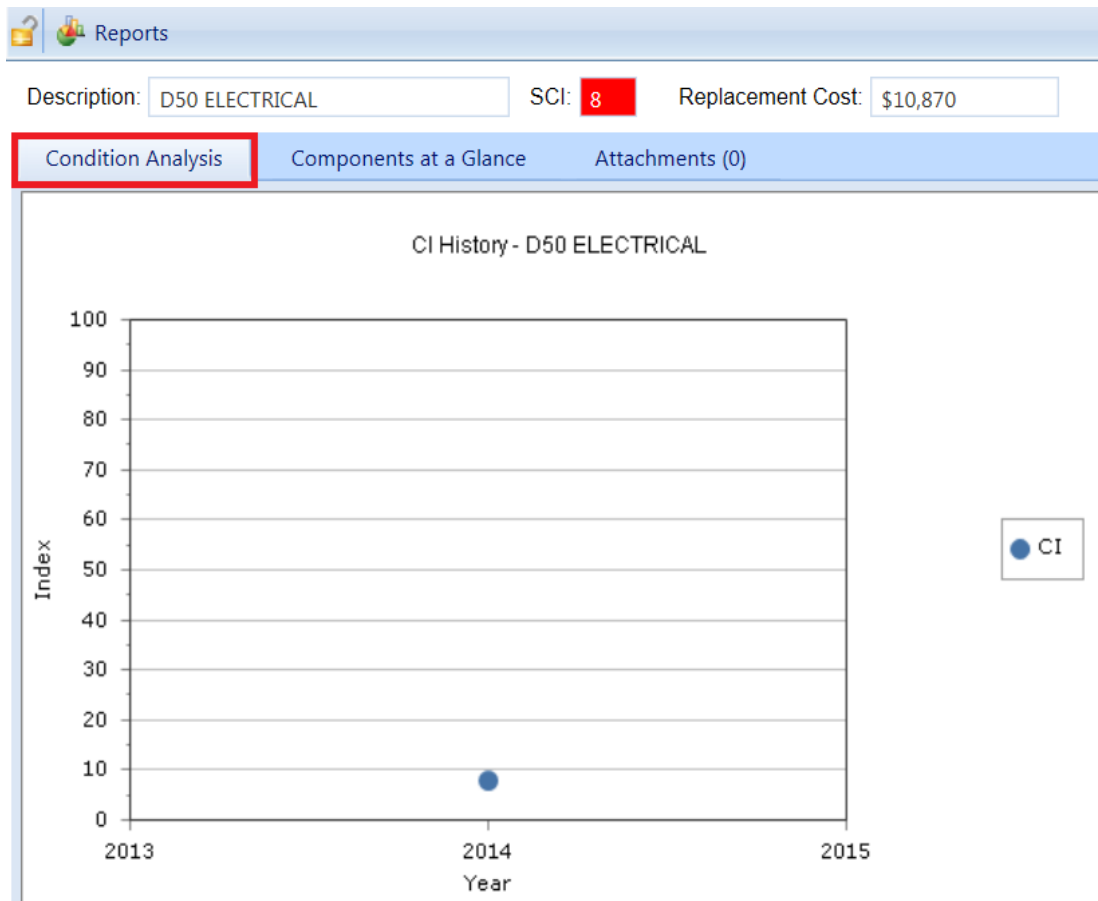 Reports
Description: D50 ELECTRICAL SCI: 8 Replacement Cost: $10,870
Condition Analysis Components at a Glance Attachments (0)
CI History - D50 ELECTRICAL
100
90
80
70
60
50
40
30
20
10
0
Index
CI
2013 2014 2015
Year